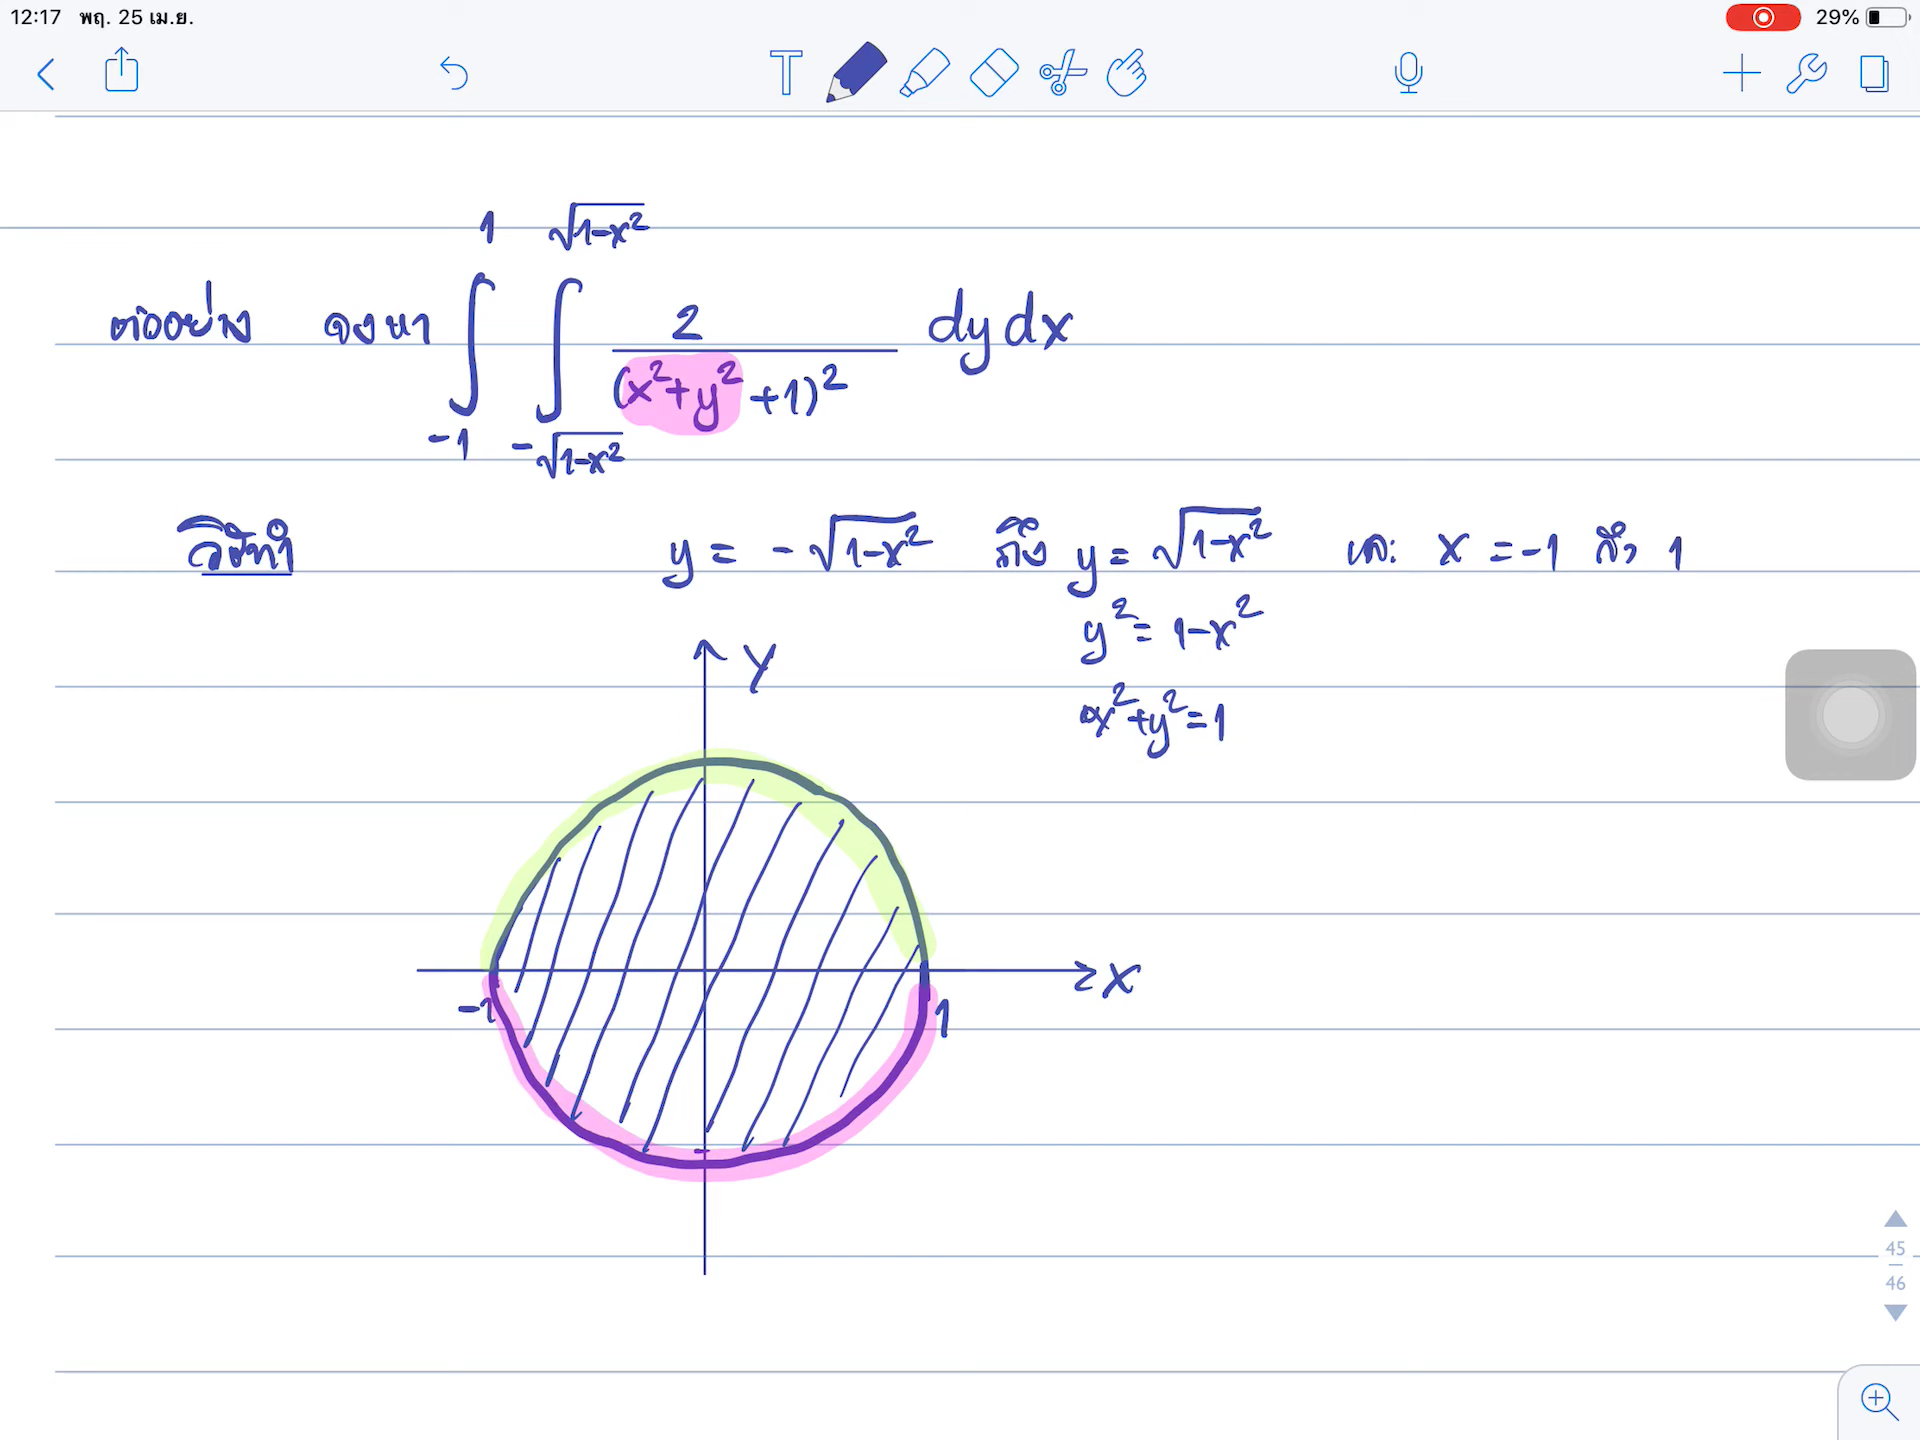 12:17 พฤ. 25 เม.ย. 29%
T
ตัวอย่าง จงหา ∫_{-1}^{1} ∫_{-√(1-x²)}^{√(1-x²)} 2/(x²+y²+1)² dy dx
วิธีทำ y = -√(1-x²) ถึง y = √(1-x²) และ x = -1 ถึง 1
y² = 1-x²
x²+y²=1
Y
X
-1
1
45
46